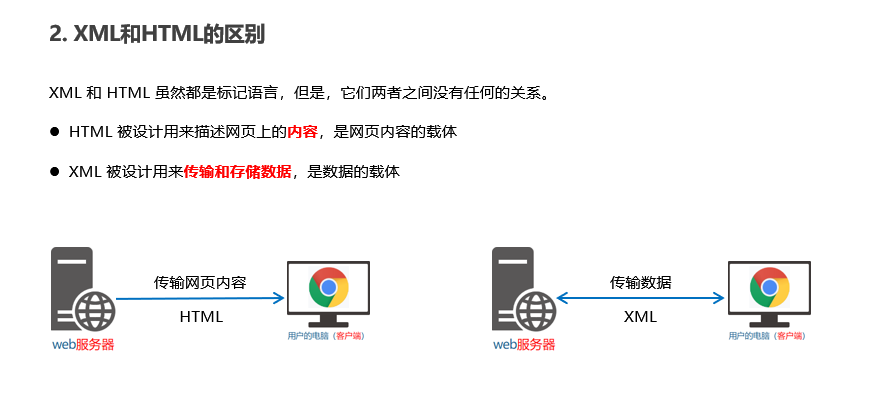 2. XML和HTML的区别
XML 和 HTML 虽然都是标记语言，但是，它们两者之间没有任何的关系。
● HTML 被设计用来描述网页上的内容，是网页内容的载体
● XML 被设计用来传输和存储数据，是数据的载体
传输网页内容
HTML
web服务器
用户的电脑（客户端）
传输数据
XML
web服务器
用户的电脑（客户端）